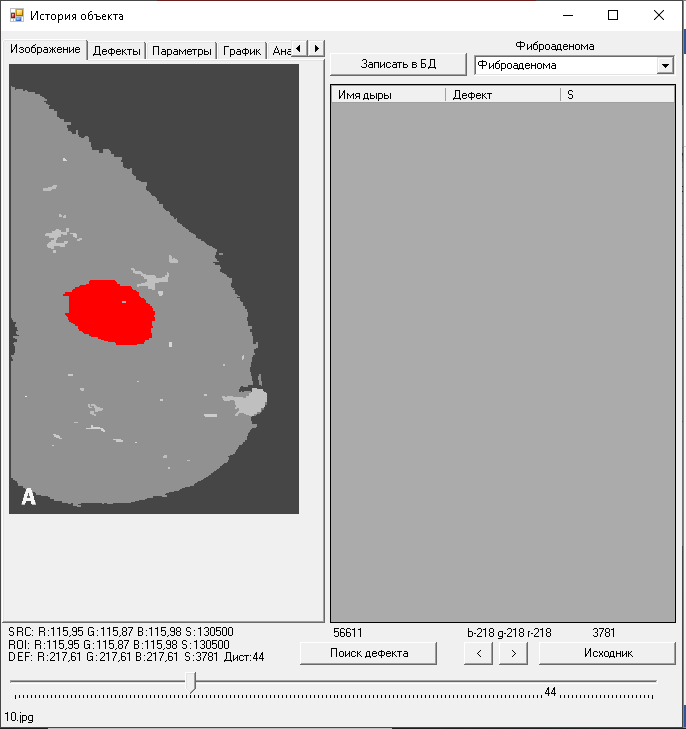 История объекта
Изображение Дефекты Параметры График Ана
Фиброаденома
Записать в БД
Фиброаденома
Имя дыры Дефект S
A
SRC: R:115,95 G:115,87 B:115,98 S:130500
ROI: R:115,95 G:115,87 B:115,98 S:130500
DEF: R:217,61 G:217,61 B:217,61 S:3781 Дист:44
56611 b-218 g-218 r-218 3781
Поиск дефекта < > Исходник
44
10.jpg